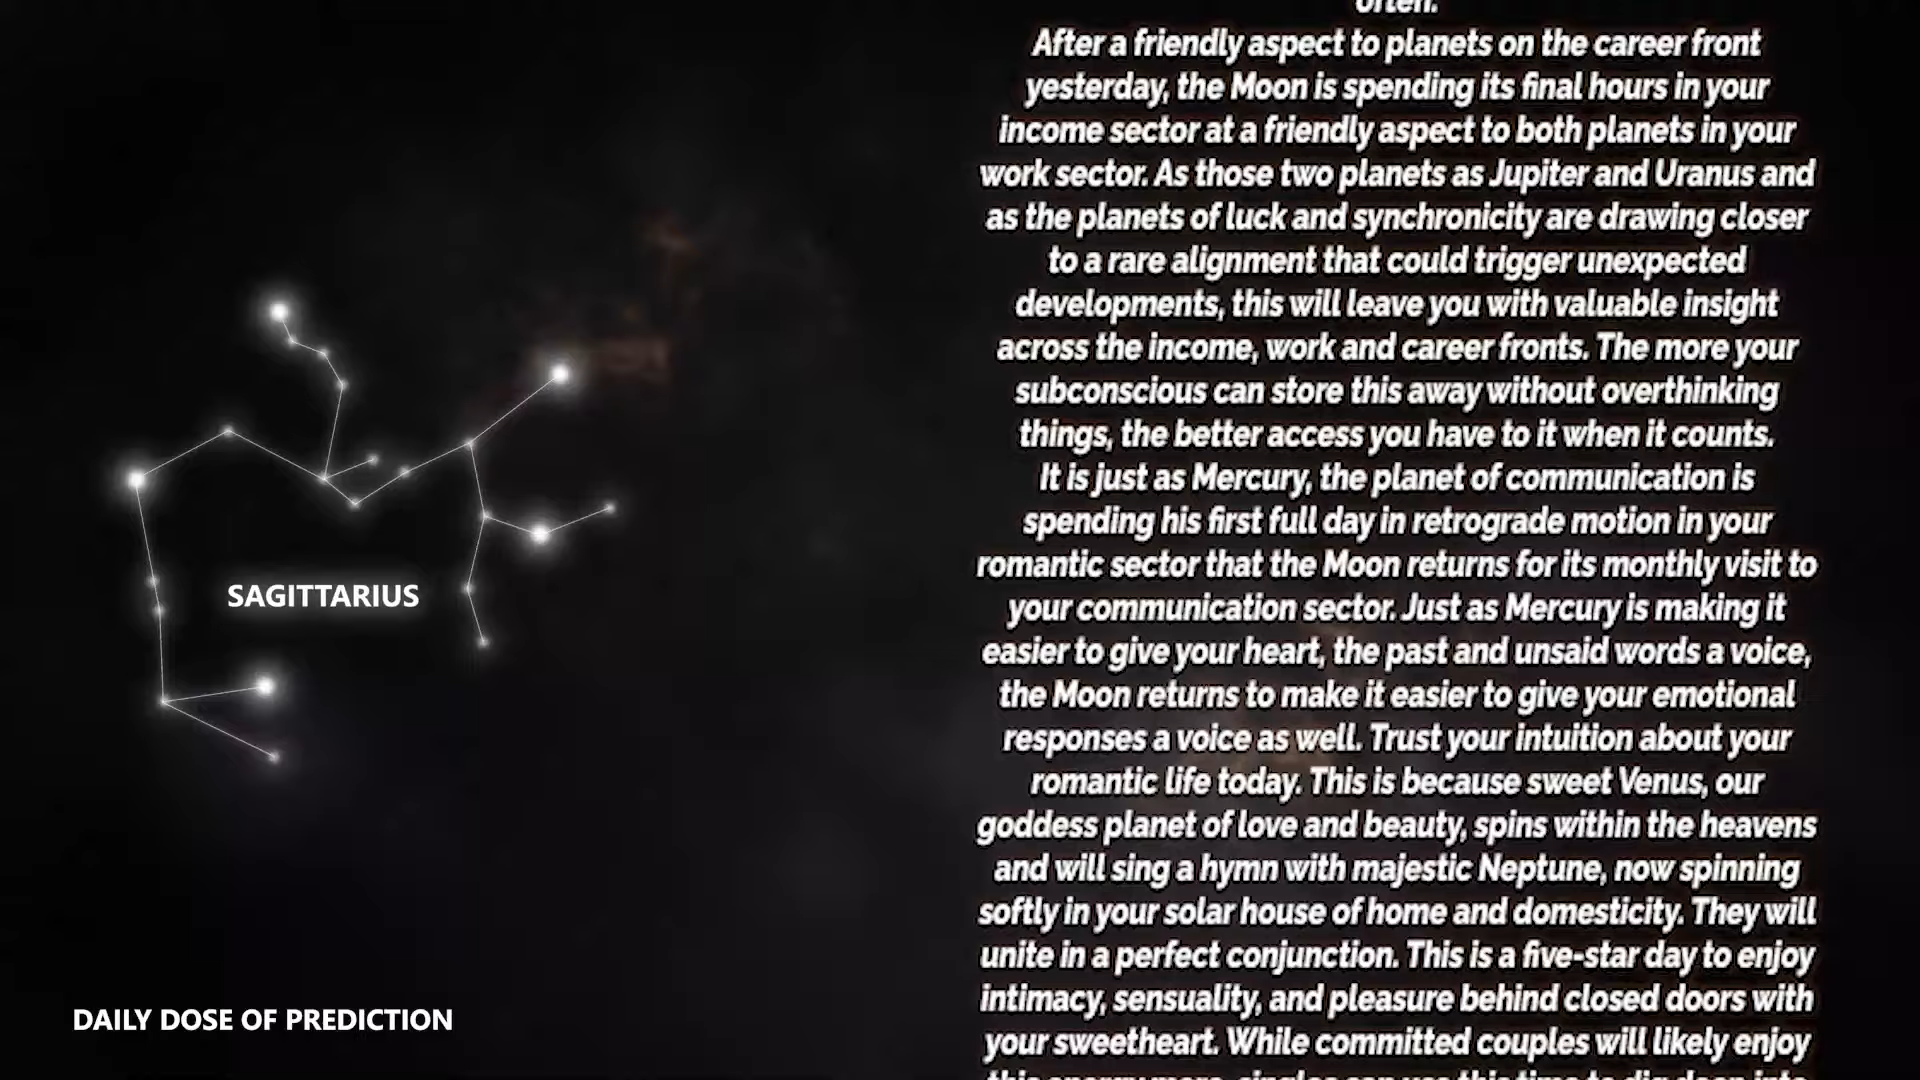 SAGITTARIUS
DAILY DOSE OF PREDICTION
often.
After a friendly aspect to planets on the career front
yesterday, the Moon is spending its final hours in your
income sector at a friendly aspect to both planets in your
work sector. As those two planets as Jupiter and Uranus and
as the planets of luck and synchronicity are drawing closer
to a rare alignment that could trigger unexpected
developments, this will leave you with valuable insight
across the income, work and career fronts. The more your
subconscious can store this away without overthinking
things, the better access you have to it when it counts.
It is just as Mercury, the planet of communication is
spending his first full day in retrograde motion in your
romantic sector that the Moon returns for its monthly visit to
your communication sector. Just as Mercury is making it
easier to give your heart, the past and unsaid words a voice,
the Moon returns to make it easier to give your emotional
responses a voice as well. Trust your intuition about your
romantic life today. This is because sweet Venus, our
goddess planet of love and beauty, spins within the heavens
and will sing a hymn with majestic Neptune, now spinning
softly in your solar house of home and domesticity. They will
unite in a perfect conjunction. This is a five-star day to enjoy
intimacy, sensuality, and pleasure behind closed doors with
your sweetheart. While committed couples will likely enjoy